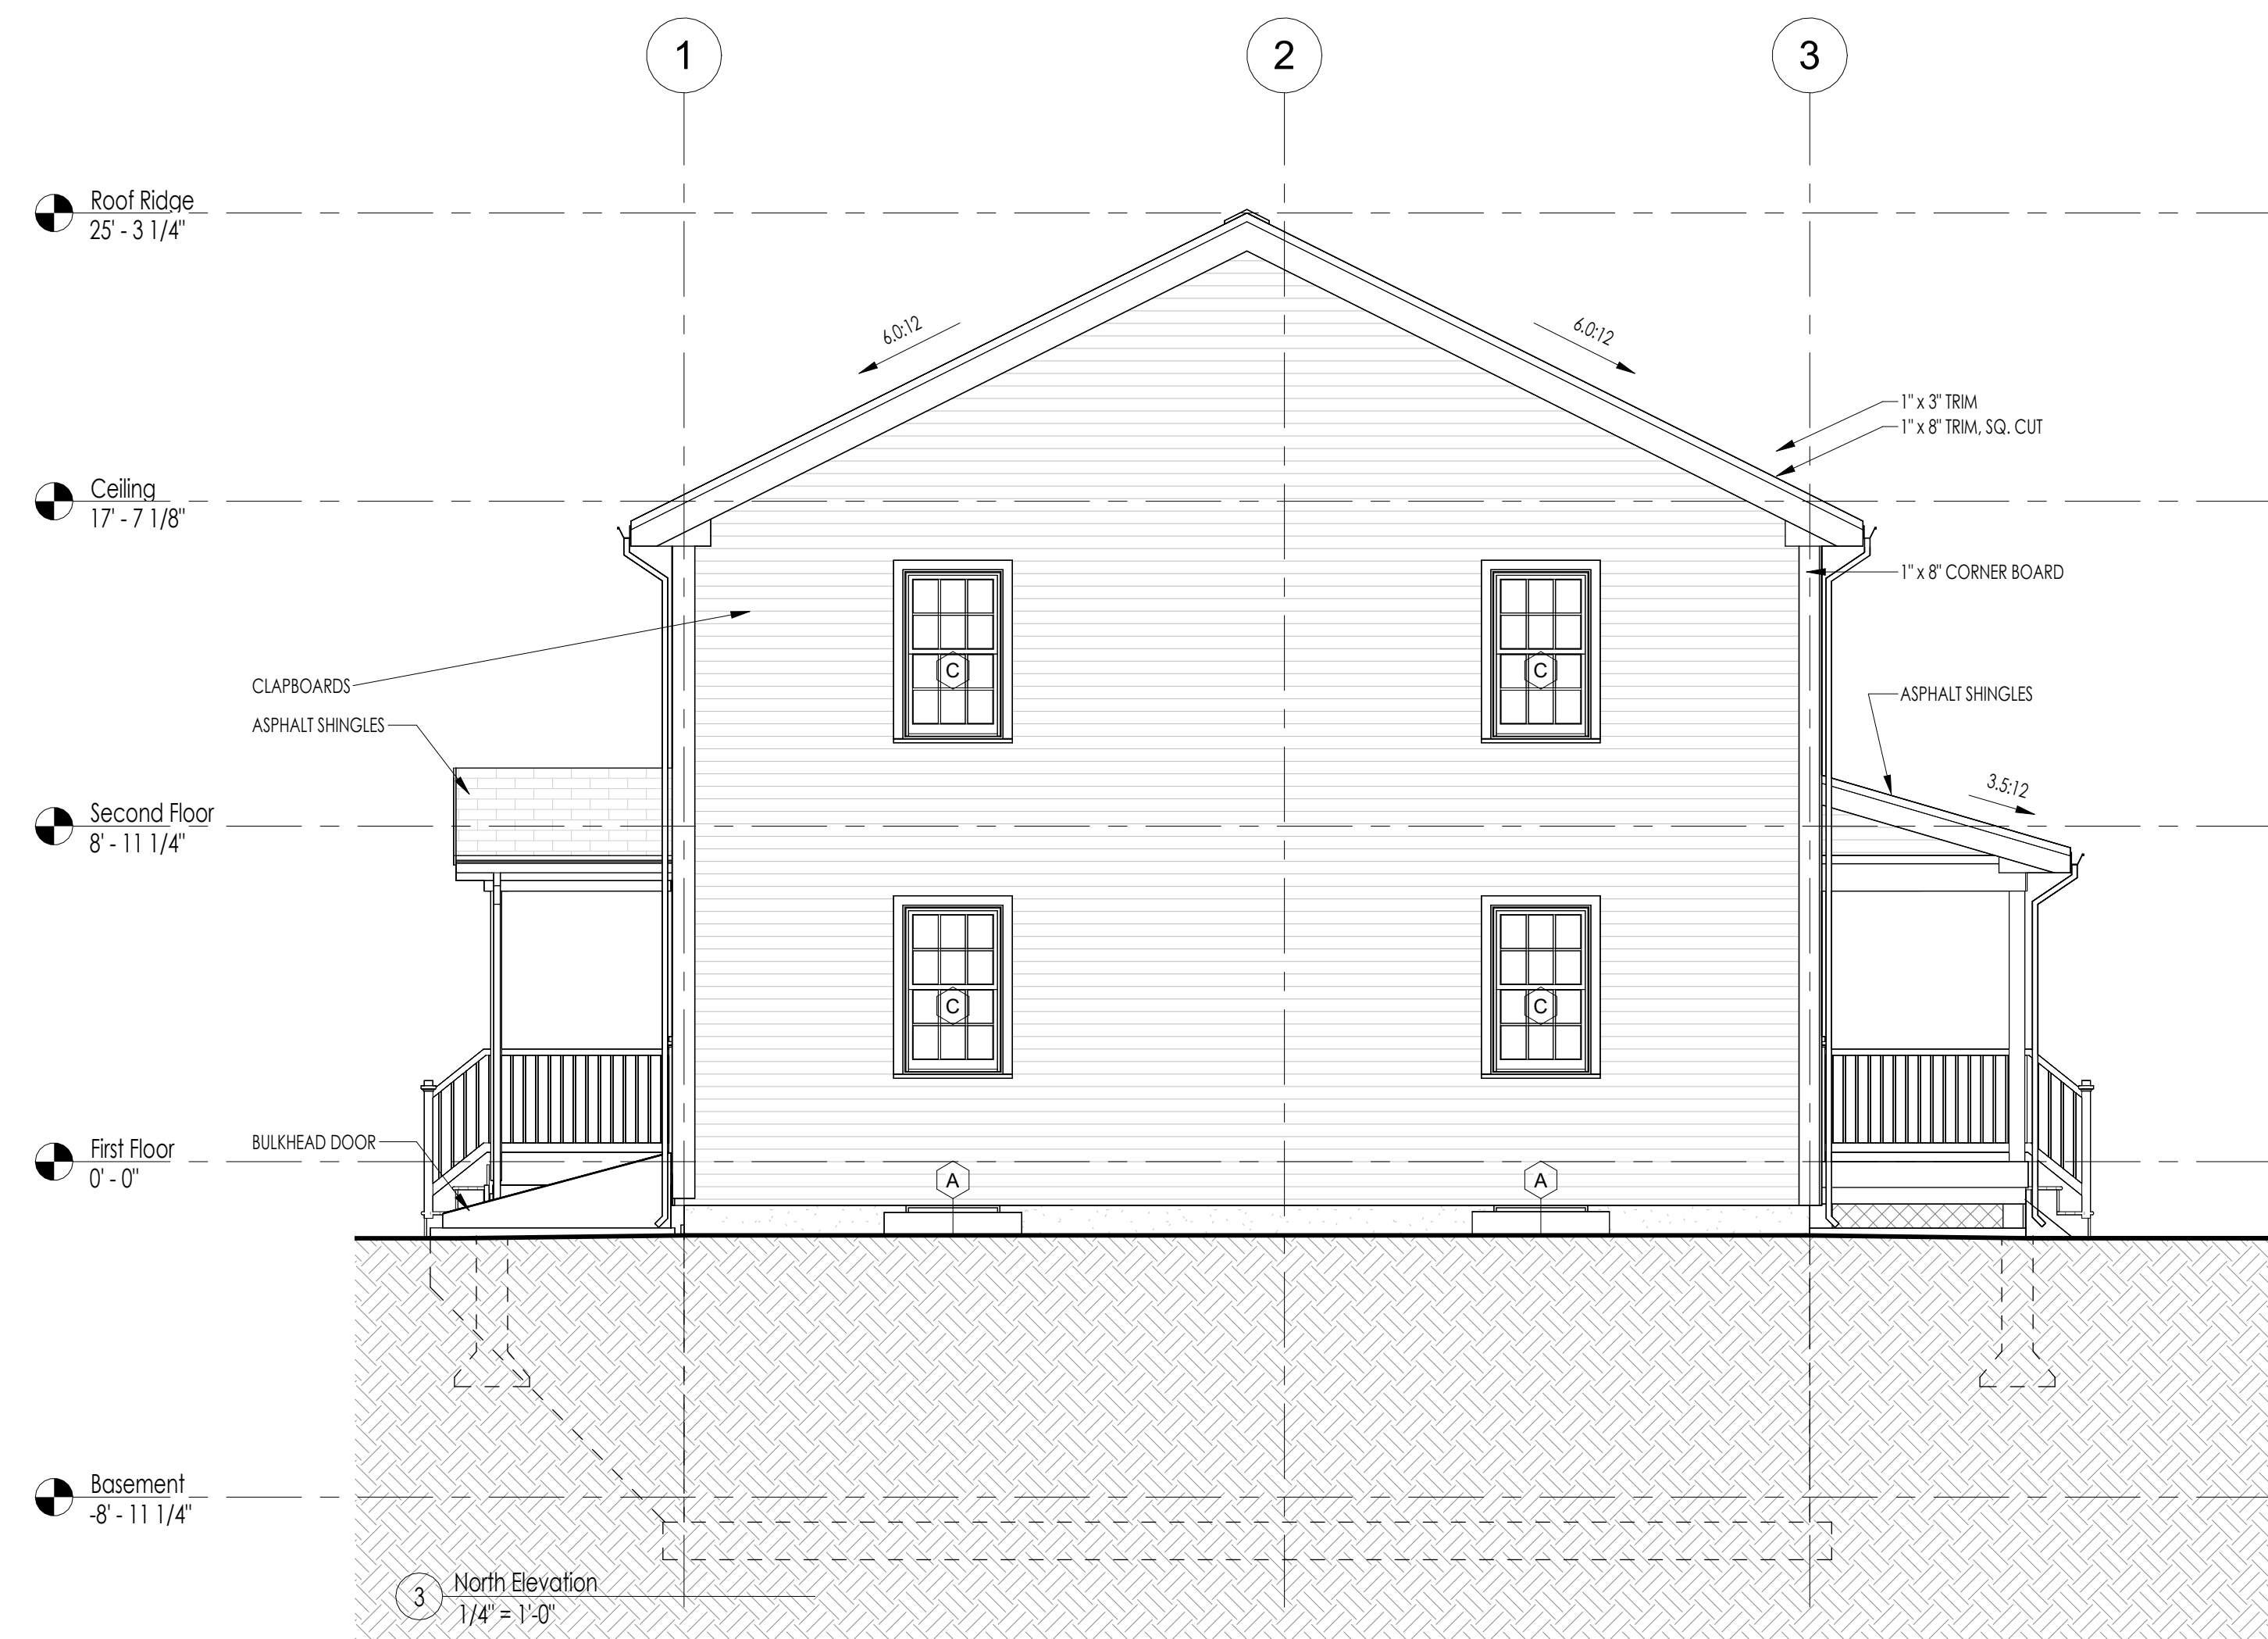 1
2
3
Roof Ridge
25' - 3 1/4"
6.0:12
6.0:12
1" x 3" TRIM
1" x 8" TRIM, SQ. CUT
Ceiling
17' - 7 1/8"
1" x 8" CORNER BOARD
C
C
CLAPBOARDS
ASPHALT SHINGLES
ASPHALT SHINGLES
3.5:12
Second Floor
8' - 11 1/4"
C
C
BULKHEAD DOOR
First Floor
0' - 0"
A
A
Basement
-8' - 11 1/4"
3
North Elevation
1/4" = 1'-0"